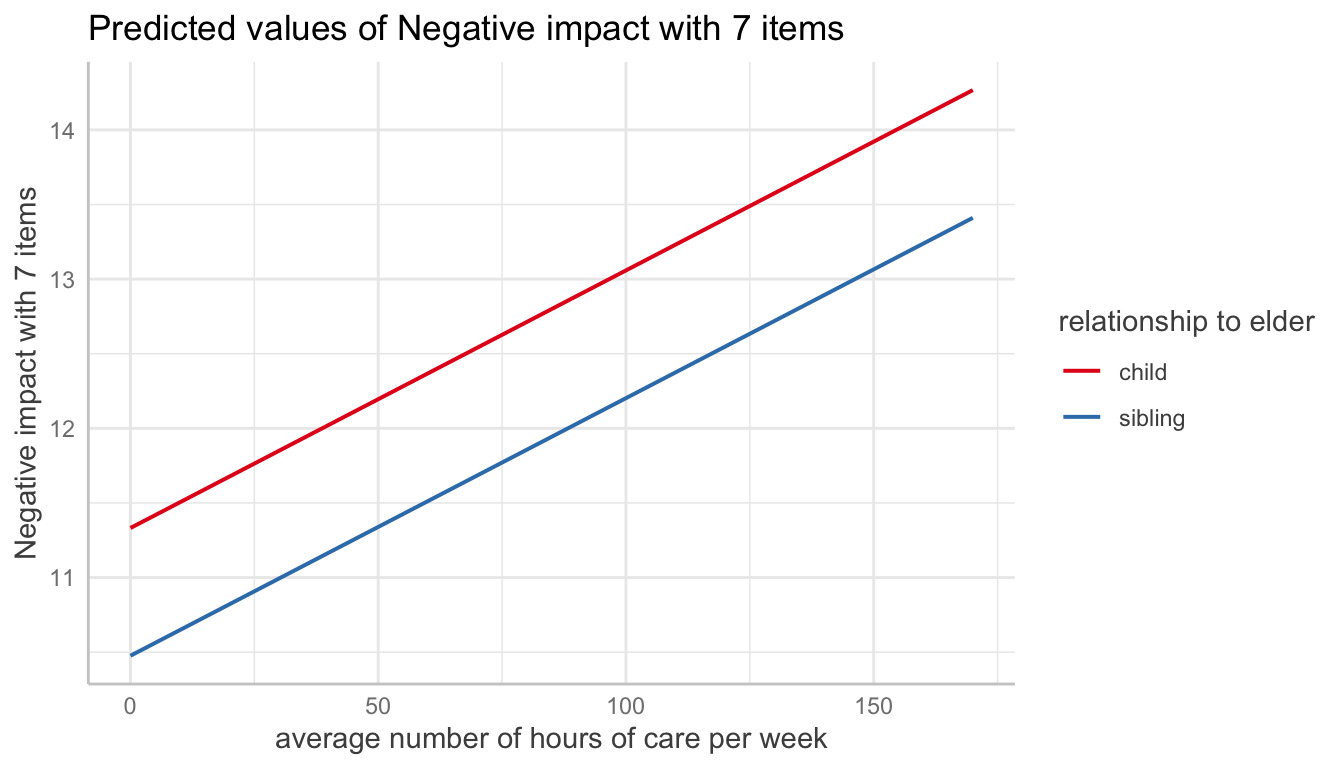 Predicted values of Negative impact with 7 items
Negative impact with 7 items
14
13
12
11
0 50 100 150
average number of hours of care per week
relationship to elder
child
sibling